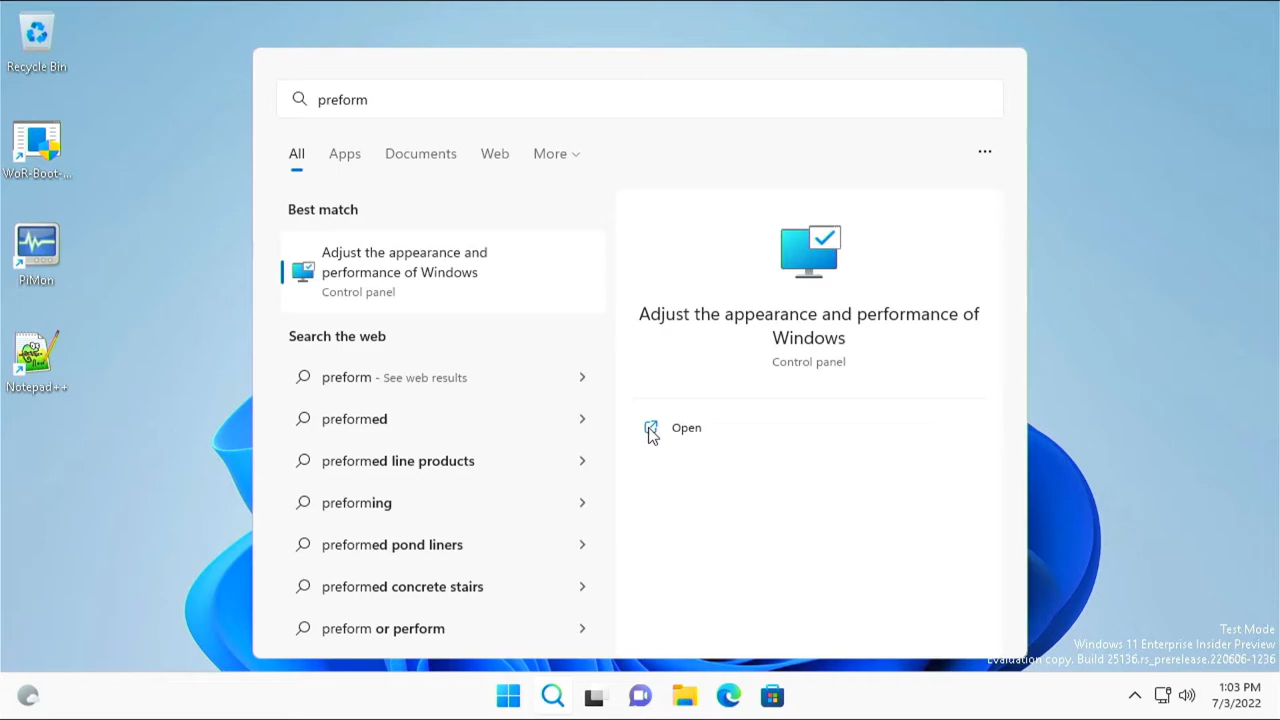 Recycle Bin
WoR-Boot-...
PiMon
Notepad++
preform
All Apps Documents Web More
Best match
Adjust the appearance and
performance of Windows
Control panel
Search the web
preform - See web results
preformed
preformed line products
preforming
preformed pond liners
preformed concrete stairs
preform or perform
Adjust the appearance and performance of
Windows
Control panel
Open
Test Mode
Windows 11 Enterprise Insider Preview
Evaluation copy. Build 25136.rs_prerelease.220606-1236
1:03 PM
7/3/2022